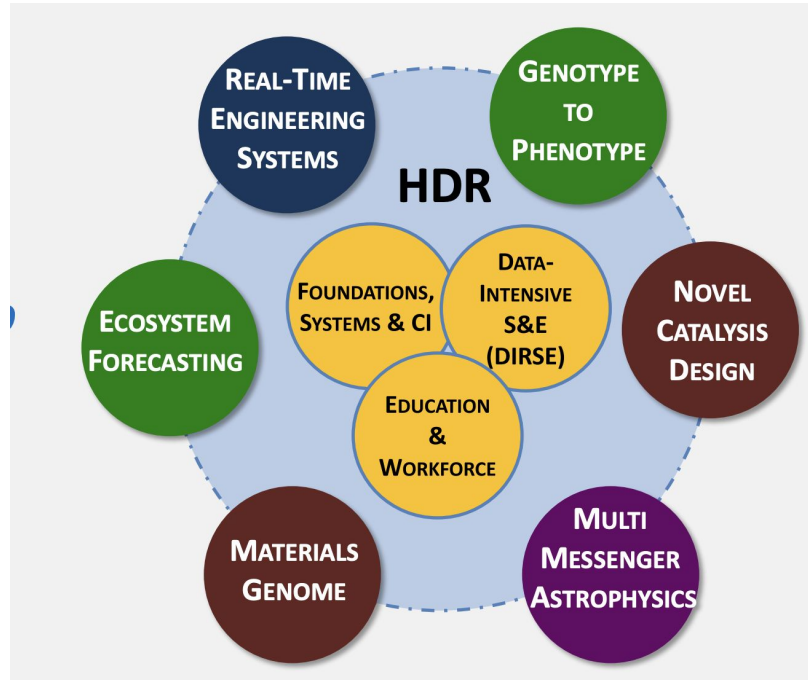 Real-Time
Engineering
Systems
Genotype
to
Phenotype
HDR
Foundations,
Systems & CI
Data-
Intensive
S&E
(DIRSE)
Novel
Catalysis
Design
Ecosystem
Forecasting
Education
&
Workforce
Materials
Genome
Multi
Messenger
Astrophysics